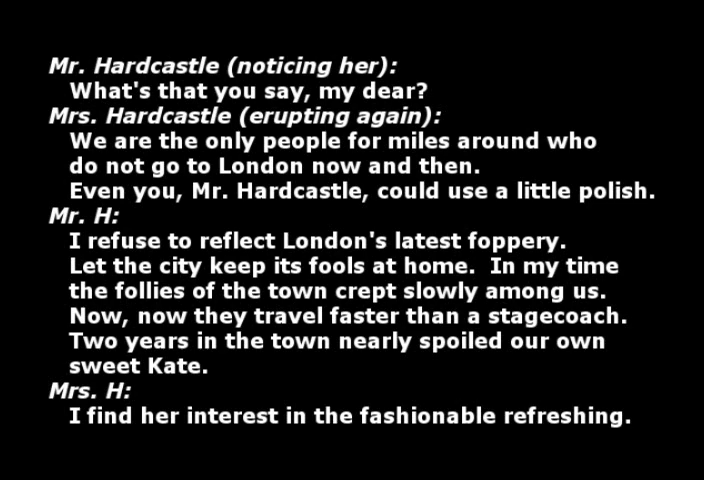 Mr. Hardcastle (noticing her):
What's that you say, my dear?
Mrs. Hardcastle (erupting again):
We are the only people for miles around who
do not go to London now and then.
Even you, Mr. Hardcastle, could use a little polish.
Mr. H:
I refuse to reflect London's latest foppery.
Let the city keep its fools at home.  In my time
the follies of the town crept slowly among us.
Now, now they travel faster than a stagecoach.
Two years in the town nearly spoiled our own
sweet Kate.
Mrs. H:
I find her interest in the fashionable refreshing.